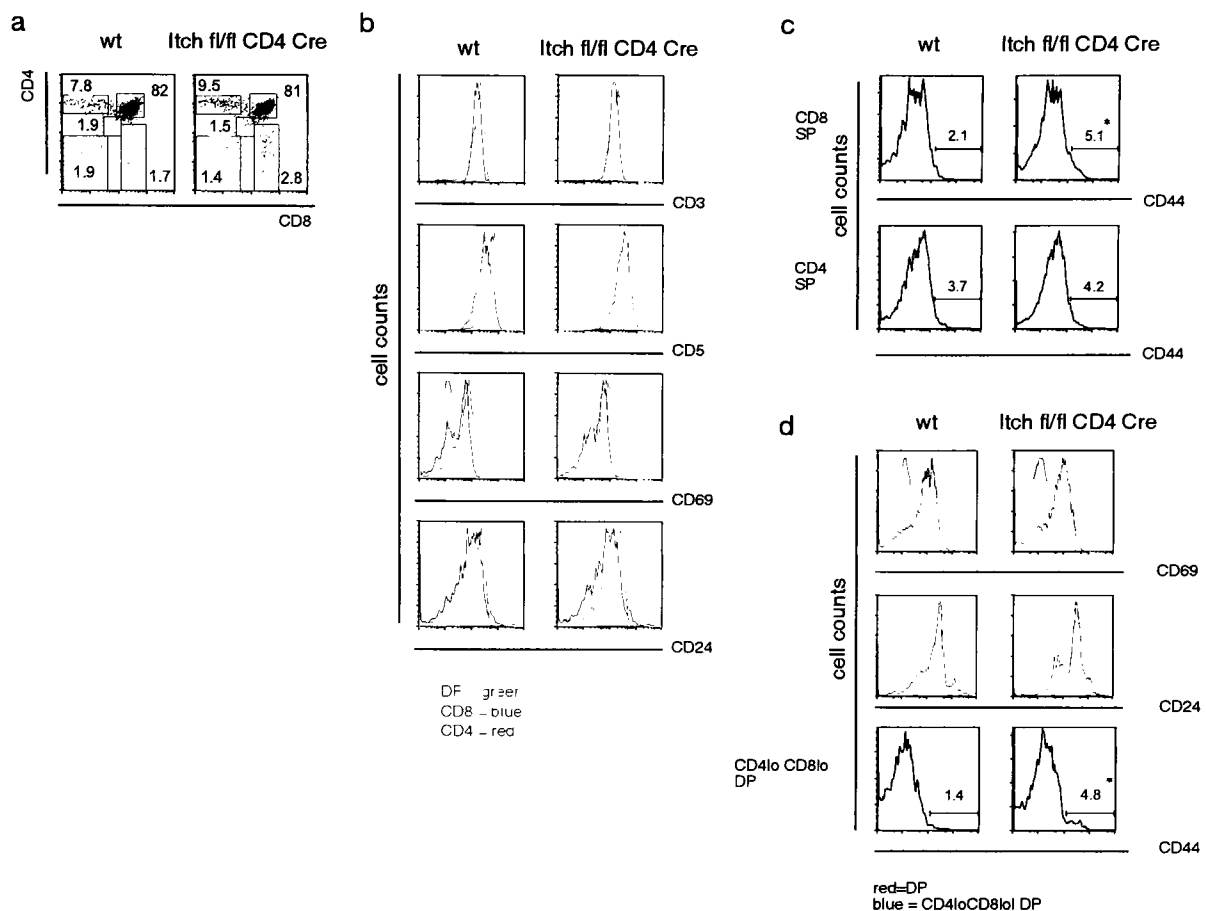 a
wt
Itch fl/fl CD4 Cre
CD4
7.8
82
1.9
1.9
1.7
9.5
81
1.5
1.4
2.8
CD8
b
wt
Itch fl/fl CD4 Cre
cell counts
CD3
CD5
CD69
CD24
DP = green
CD8 = blue
CD4 = red
c
wt
Itch fl/fl CD4 Cre
cell counts
CD8
SP
2.1
5.1 *
CD44
CD4
SP
3.7
4.2
CD44
d
wt
Itch fl/fl CD4 Cre
cell counts
CD69
CD24
CD4lo CD8lo
DP
1.4
4.8 *
CD44
red=DP
blue = CD4loCD8lol DP